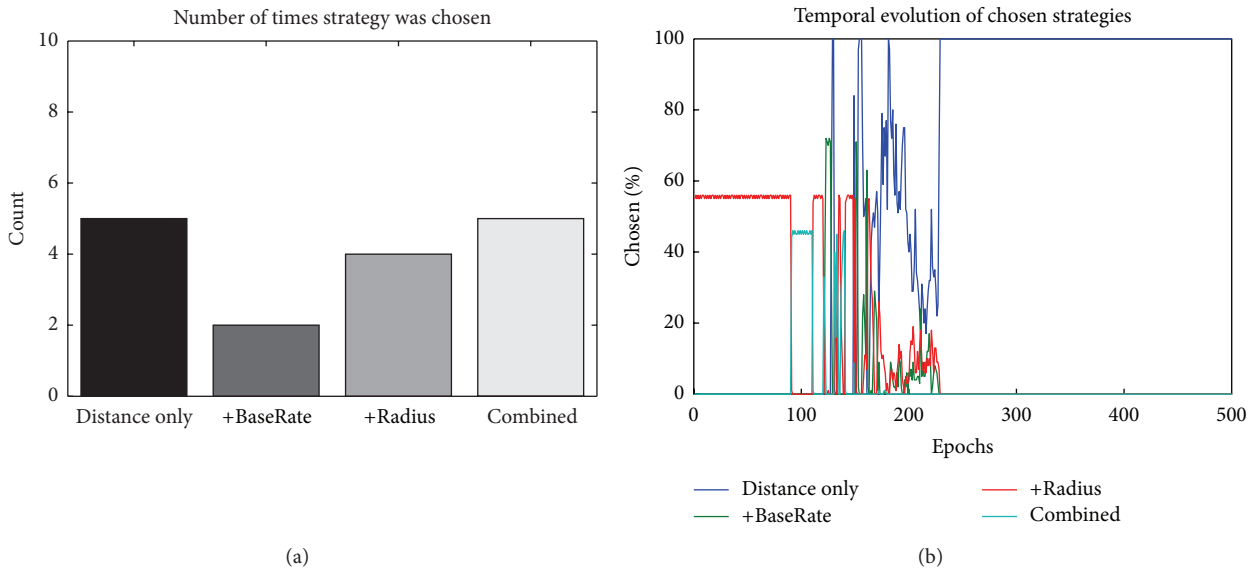 Number of times strategy was chosen
10
8
6
4
2
0
Count
Distance only +BaseRate +Radius Combined
(a)
Temporal evolution of chosen strategies
100
80
60
40
20
0
Chosen (%)
0 100 200 300 400 500
Epochs
Distance only
+BaseRate
+Radius
Combined
(b)